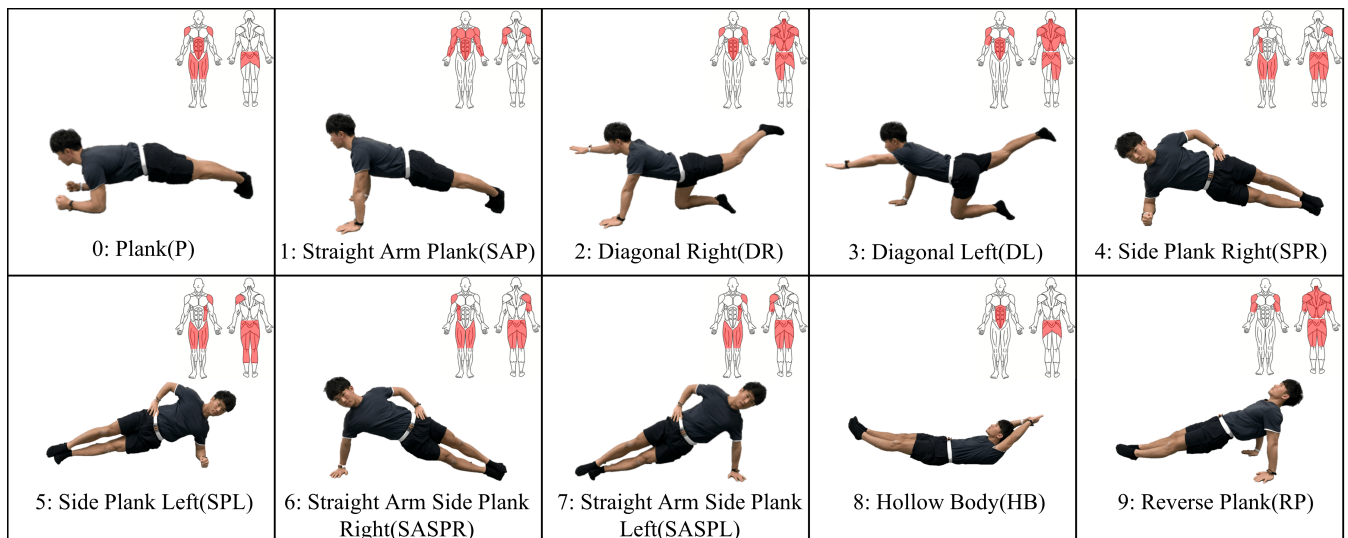 0: Plank(P)
1: Straight Arm Plank(SAP)
2: Diagonal Right(DR)
3: Diagonal Left(DL)
4: Side Plank Right(SPR)
5: Side Plank Left(SPL)
6: Straight Arm Side Plank
Right(SASPR)
7: Straight Arm Side Plank
Left(SASPL)
8: Hollow Body(HB)
9: Reverse Plank(RP)